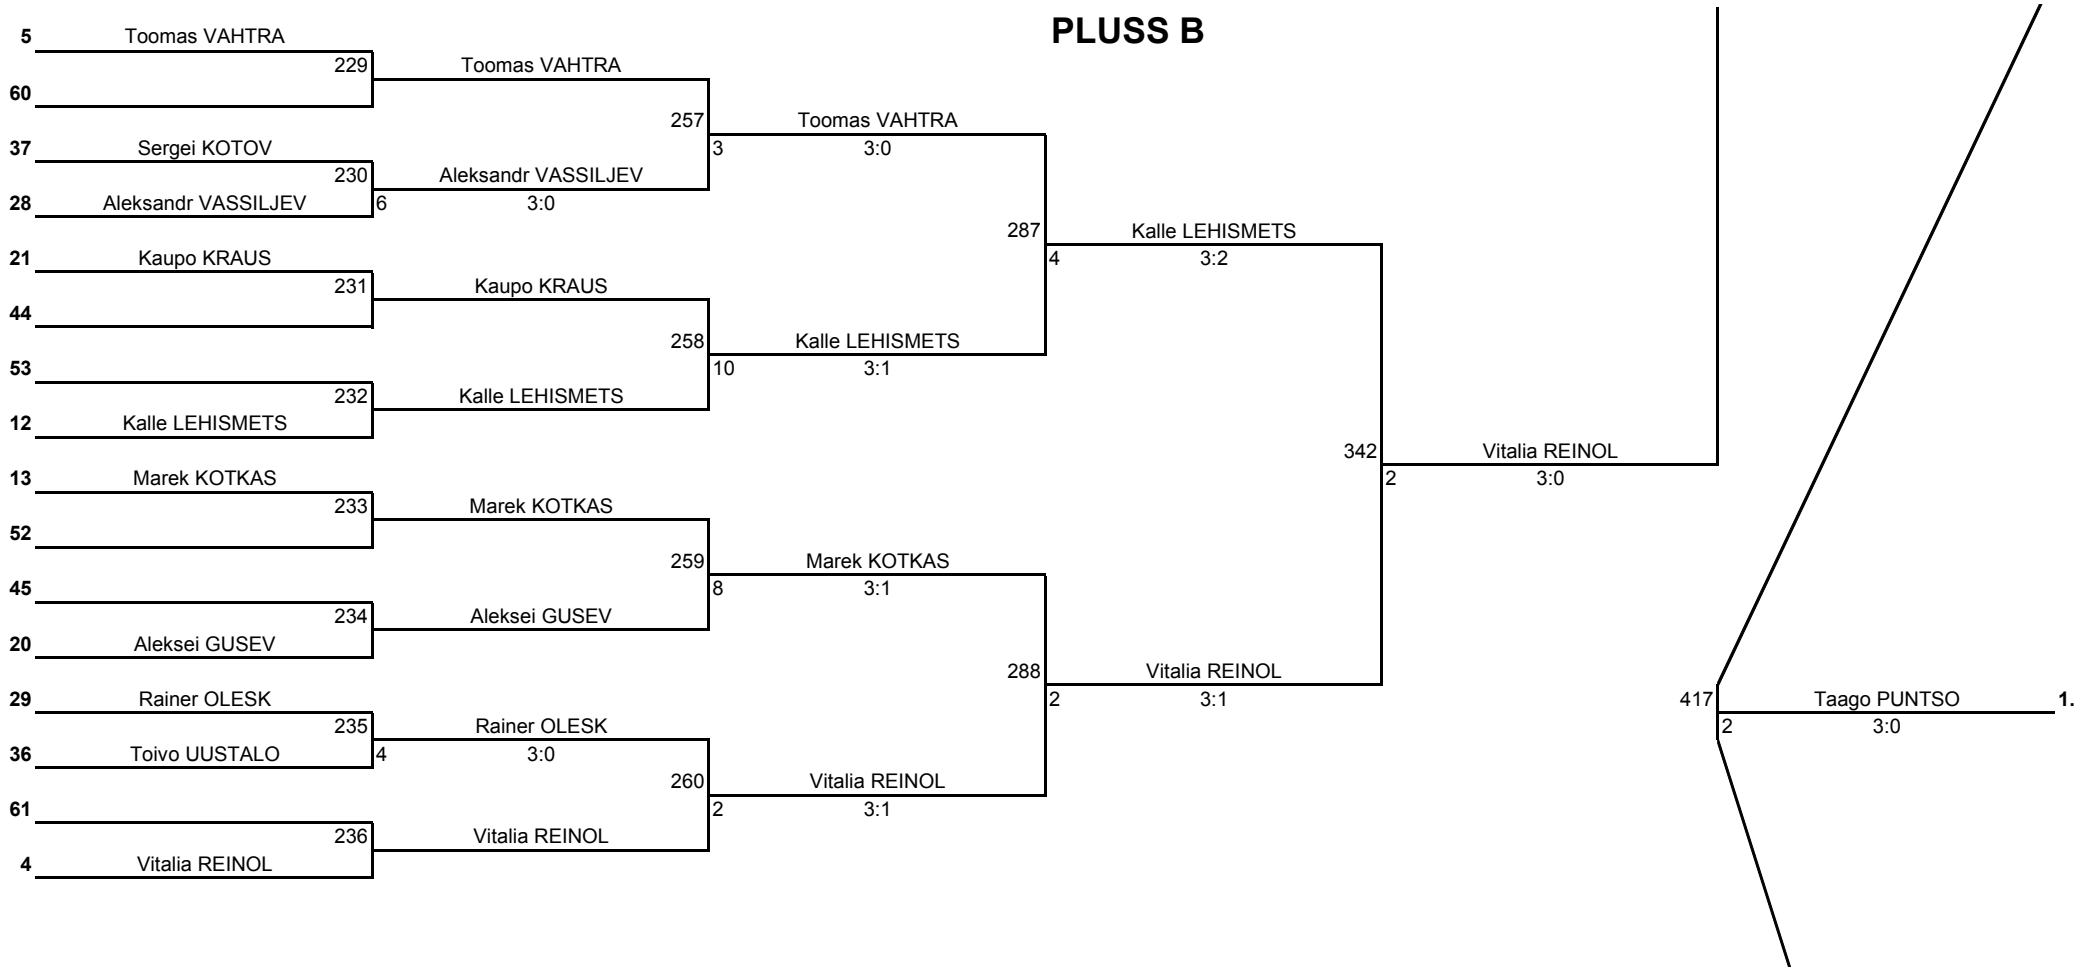 PLUSS B
5 Toomas VAHTRA
229 Toomas VAHTRA
60
257 Toomas VAHTRA
37 Sergei KOTOV
3 3:0
230 Aleksandr VASSILJEV
28 Aleksandr VASSILJEV 6 3:0
287 Kalle LEHISMETS
21 Kaupo KRAUS
4 3:2
231 Kaupo KRAUS
44
258 Kalle LEHISMETS
53
10 3:1
232 Kalle LEHISMETS
12 Kalle LEHISMETS
342 Vitalia REINOL
13 Marek KOTKAS
2 3:0
233 Marek KOTKAS
52
259 Marek KOTKAS
45
8 3:1
234 Aleksei GUSEV
20 Aleksei GUSEV
288 Vitalia REINOL
29 Rainer OLESK
2 3:1
417 Taago PUNTSO 1.
2 3:0
235 Rainer OLESK
36 Toivo UUSTALO 4 3:0
260 Vitalia REINOL
61
2 3:1
236 Vitalia REINOL
4 Vitalia REINOL